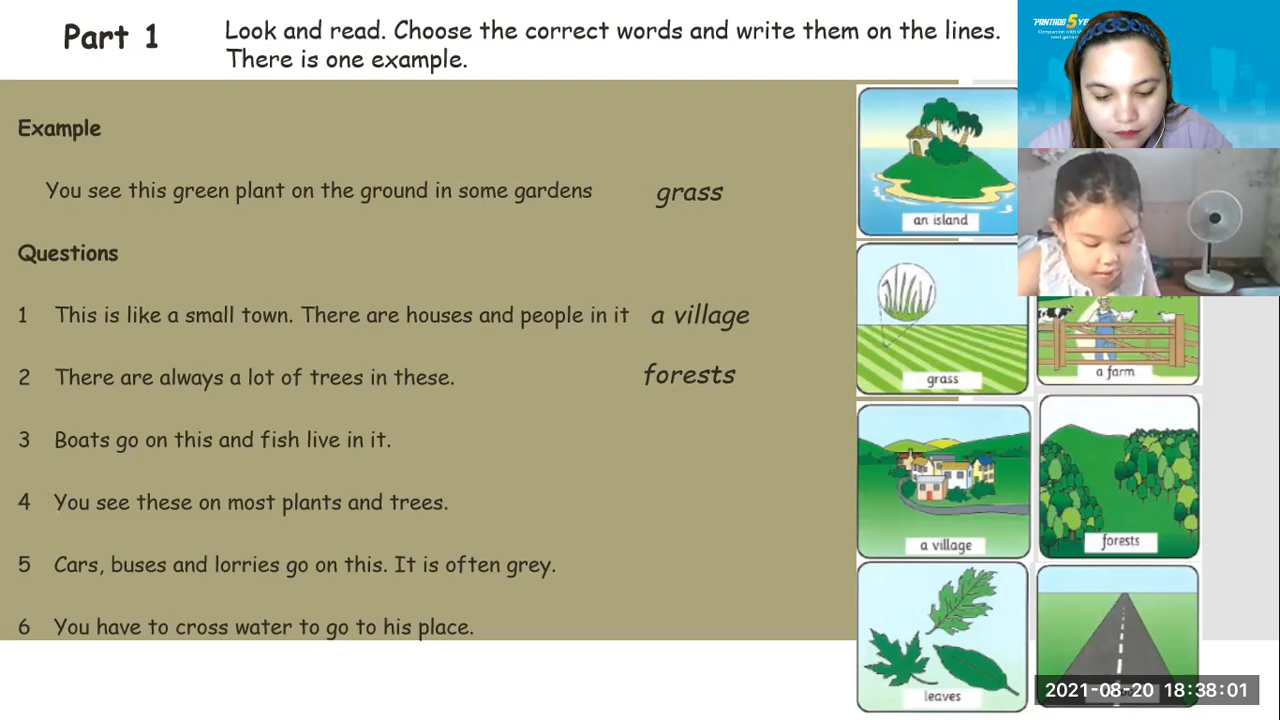 Part 1
Look and read. Choose the correct words and write them on the lines.
There is one example.
Example
You see this green plant on the ground in some gardens grass
Questions
1 This is like a small town. There are houses and people in it a village
2 There are always a lot of trees in these. forests
3 Boats go on this and fish live in it.
4 You see these on most plants and trees.
5 Cars, buses and lorries go on this. It is often grey.
6 You have to cross water to go to his place.
an island
grass
a farm
a village
forests
leaves
2021-08-20 18:38:01